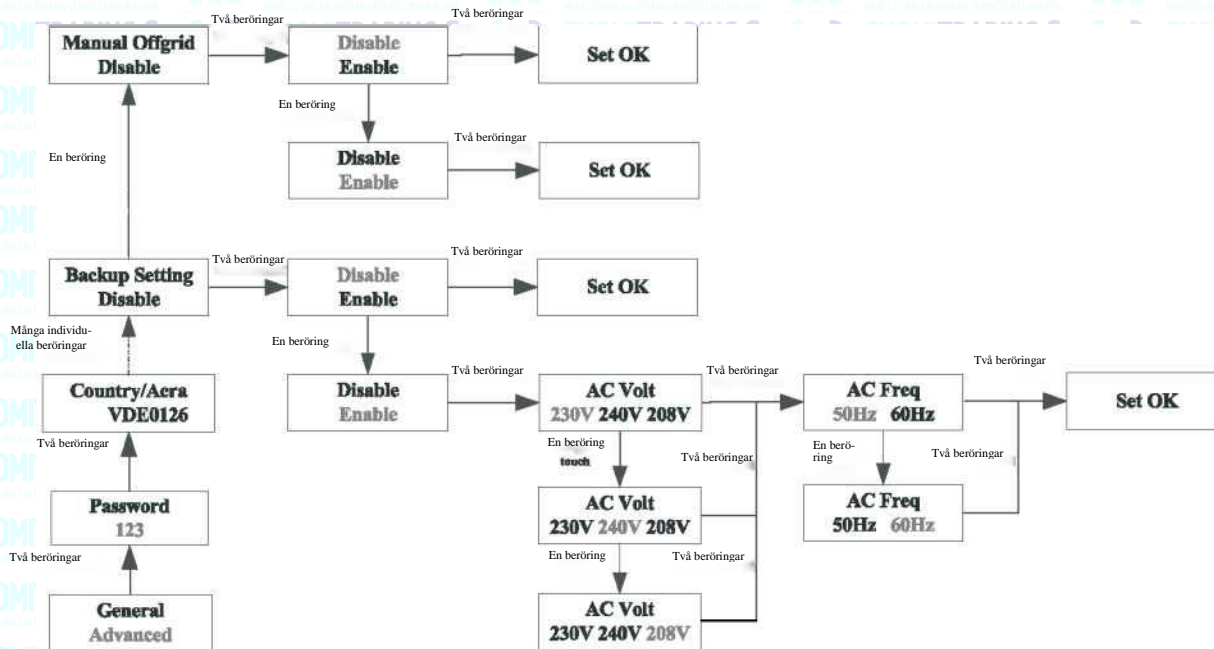 Två beröringar
Två beröringar
Manual Offgrid
Disable
Disable
Enable
Set OK
En beröring
Två beröringar
En beröring
Disable
Enable
Set OK
Två beröringar
Två beröringar
Backup Setting
Disable
Disable
Enable
Set OK
Många individu-
ella beröringar
En beröring
Två beröringar
Två beröringar
Två beröringar
Country/Acra
VDE0126
Disable
Enable
AC Volt
230V 240V 208V
AC Freq
50Hz 60Hz
Set OK
Två beröringar
En beröring
touch
Två beröringar
En berö-
ring
Två beröringar
Password
123
AC Volt
230V 240V 208V
AC Freq
50Hz 60Hz
Två beröringar
En beröring
Två beröringar
General
Advanced
AC Volt
230V 240V 208V